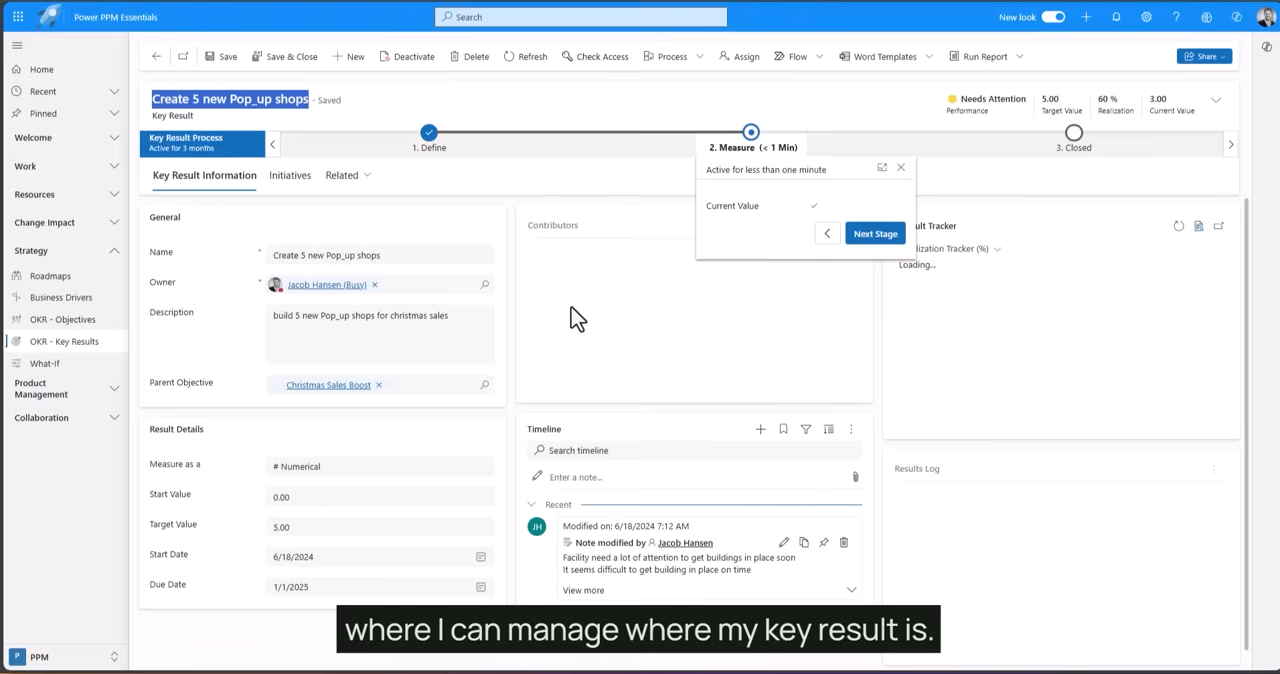 Power PPM Essentials
Search
New look
Save
Save & Close
New
Deactivate
Delete
Refresh
Check Access
Process
Assign
Flow
Word Templates
Run Report
Share
Home
Recent
Pinned
Welcome
Work
Resources
Change Impact
Strategy
Roadmaps
Business Drivers
OKR - Objectives
OKR - Key Results
What-If
Product
Management
Collaboration
P PPM
Create 5 new Pop_up shops - Saved
Key Result
Needs Attention
Performance
5.00
Target Value
60 %
Realization
3.00
Current Value
Key Result Process
Active for 3 months
1. Define
2. Measure (< 1 Min)
3. Closed
Active for less than one minute
Current Value
Next Stage
Key Result Information
Initiatives
Related
General
Name *
Create 5 new Pop_up shops
Owner *
Jacob Hansen (Busy)
Description
build 5 new Pop_up shops for christmas sales
Parent Objective
Christmas Sales Boost
Result Details
Measure as a
# Numerical
Start Value
0.00
Target Value
5.00
Start Date
6/18/2024
Due Date
1/1/2025
Contributors
Timeline
Search timeline
Enter a note...
Recent
JH
Modified on: 6/18/2024 7:12 AM
Note modified by Jacob Hansen
Facility need a lot of attention to get buildings in place soon
It seems difficult to get building in place on time
View more
ult Tracker
lization Tracker (%)
Loading...
Results Log
where I can manage where my key result is.